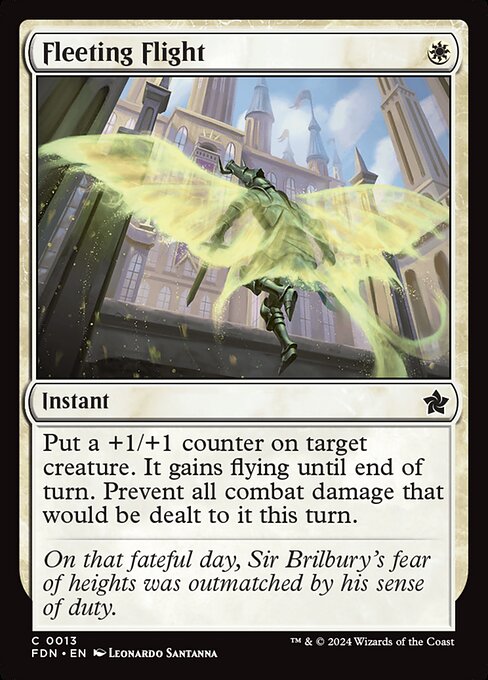 Fleeting Flight
Instant
Put a +1/+1 counter on target
creature. It gains flying until end of
turn. Prevent all combat damage that
would be dealt to it this turn.
On that fateful day, Sir Brilbury's fear
of heights was outmatched by his sense
of duty.
C 0013
FDN • EN Leonardo Santanna
™ & © 2024 Wizards of the Coast